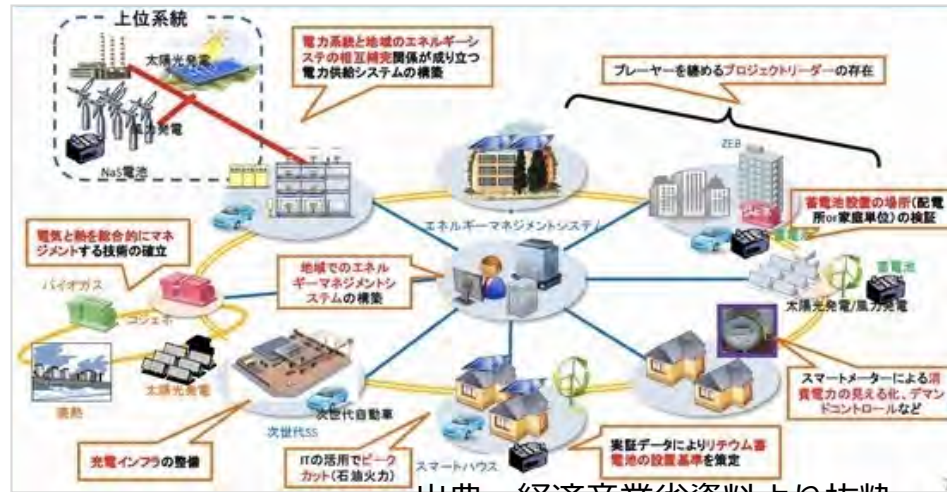 上位系統
太陽光発電
風力発電
NaS電池
電力系統と地域のエネルギーシ
ステの相互補完関係が成り立つ
電力供給システムの構築
プレーヤーを纏めるプロジェクトリーダーの存在
ZEB
エネルギーマネジメントシステム
蓄電池設置の場所(配電
所or家庭単位)の検証
電気と熱を総合的にマネ
ジメントする技術の確立
地域でのエネル
ギーマネジメントシ
ステムの構築
バイオガス
コジェネ
蓄電池
太陽光発電/風力発電
太陽光発電
次世代自動車
次世代SS
スマートメーターによる消
費電力の見える化、デマン
ドコントロールなど
充電インフラの整備
ITの活用でピーク
カット(石油火力)
スマートハウス
実証データによりリチウム蓄
電池の設置基準を策定
出典 経済産業省資料より抜粋